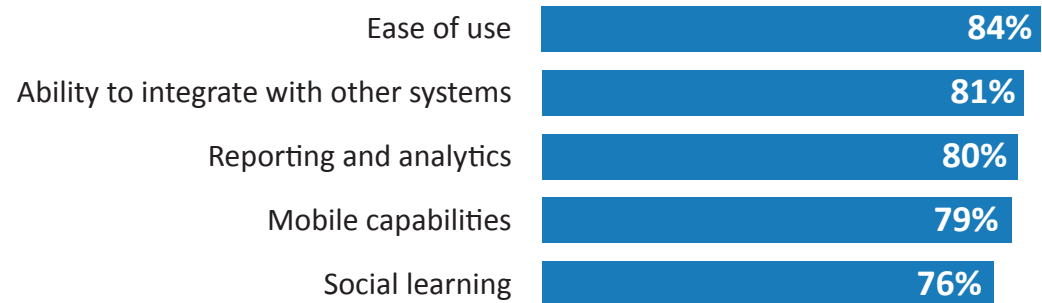 Ease of use 84%
Ability to integrate with other systems 81%
Reporting and analytics 80%
Mobile capabilities 79%
Social learning 76%